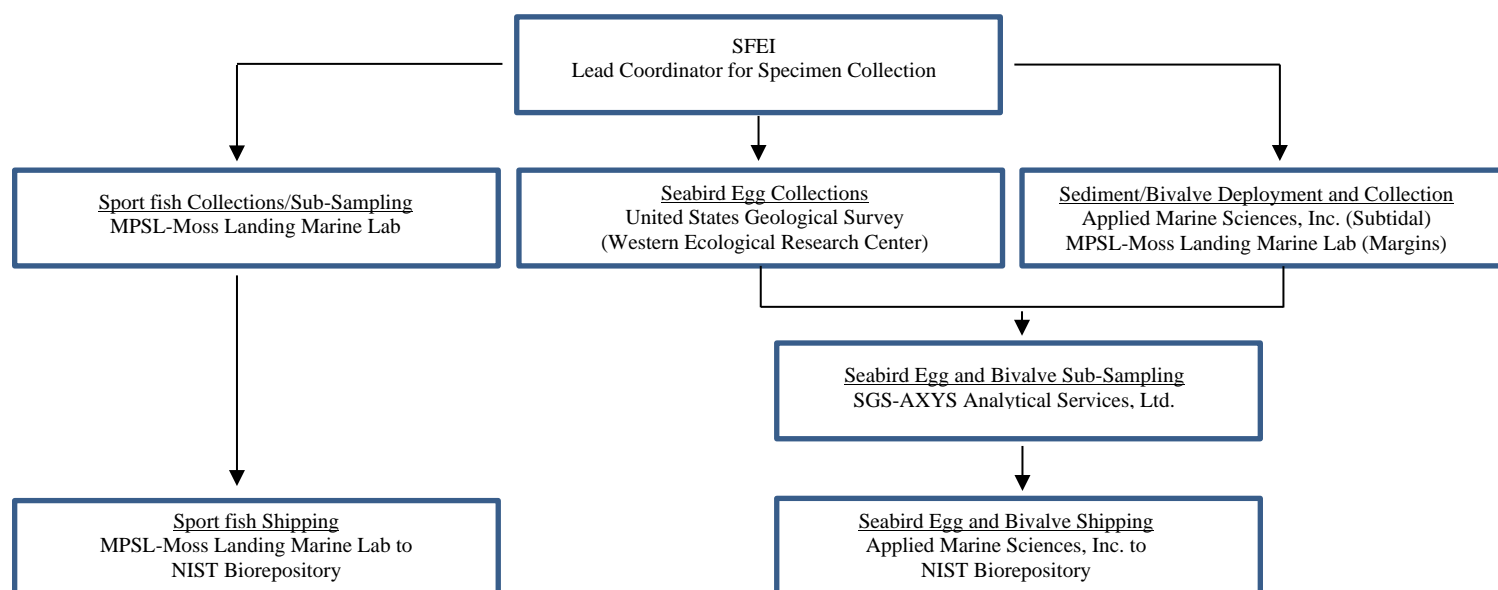 SFEI
Lead Coordinator for Specimen Collection
Sport fish Collections/Sub-Sampling
MPSL-Moss Landing Marine Lab
Seabird Egg Collections
United States Geological Survey
(Western Ecological Research Center)
Sediment/Bivalve Deployment and Collection
Applied Marine Sciences, Inc. (Subtidal)
MPSL-Moss Landing Marine Lab (Margins)
Seabird Egg and Bivalve Sub-Sampling
SGS-AXYS Analytical Services, Ltd.
Sport fish Shipping
MPSL-Moss Landing Marine Lab to
NIST Biorepository
Seabird Egg and Bivalve Shipping
Applied Marine Sciences, Inc. to
NIST Biorepository